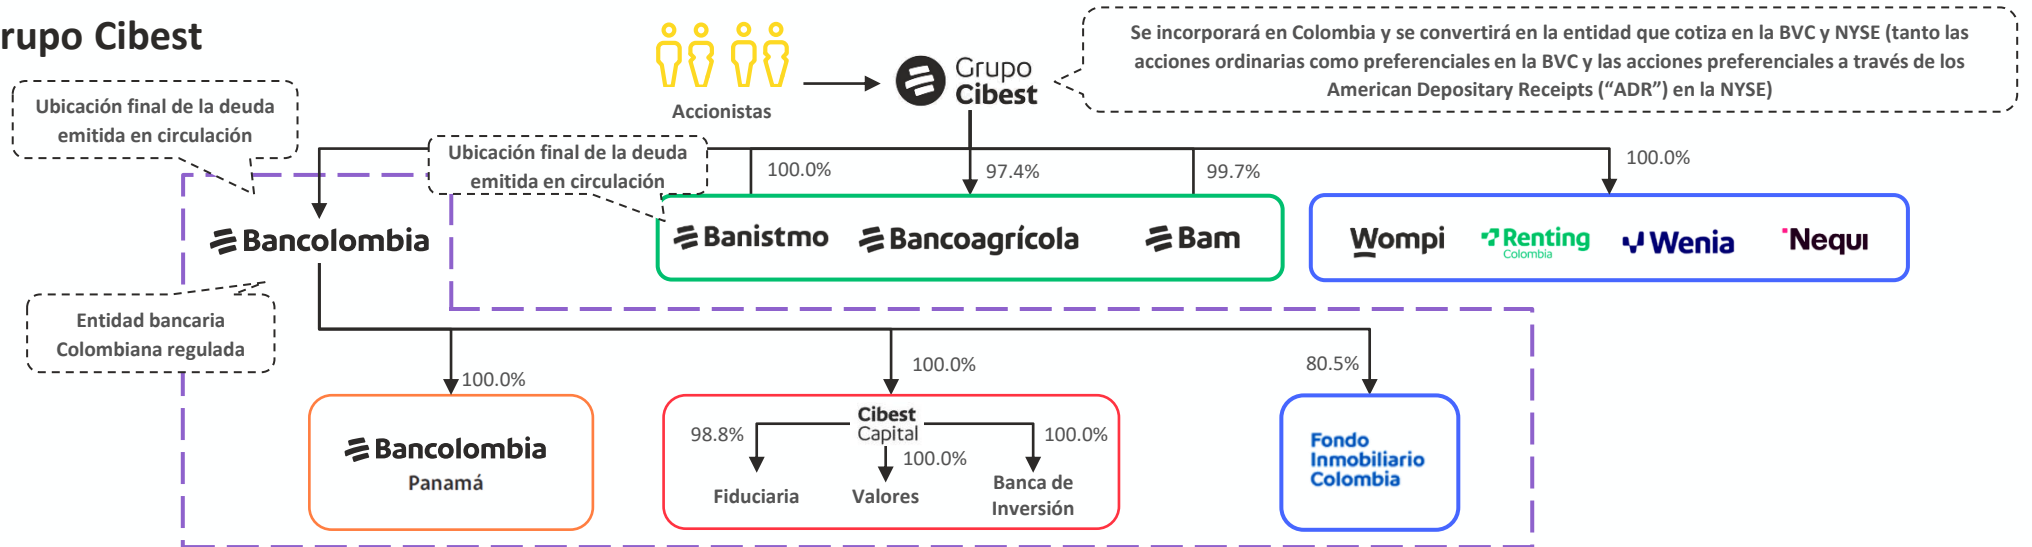 rupo Cibest
Accionistas
Grupo
Cibest
Se incorporará en Colombia y se convertirá en la entidad que cotiza en la BVC y NYSE (tanto las
acciones ordinarias como preferenciales en la BVC y las acciones preferenciales a través de los
American Depositary Receipts (“ADR”) en la NYSE)
Ubicación final de la deuda
emitida en circulación
Ubicación final de la deuda
emitida en circulación
100.0%
97.4%
99.7%
100.0%
Bancolombia
Banistmo
Bancoagrícola
Bam
Wompi
Renting
Colombia
Wenia
Nequi
Entidad bancaria
Colombiana regulada
100.0%
100.0%
80.5%
Bancolombia
Panamá
Cibest
Capital
98.8%
100.0%
100.0%
Fiduciaria
Valores
Banca de
Inversión
Fondo
Inmobiliario
Colombia